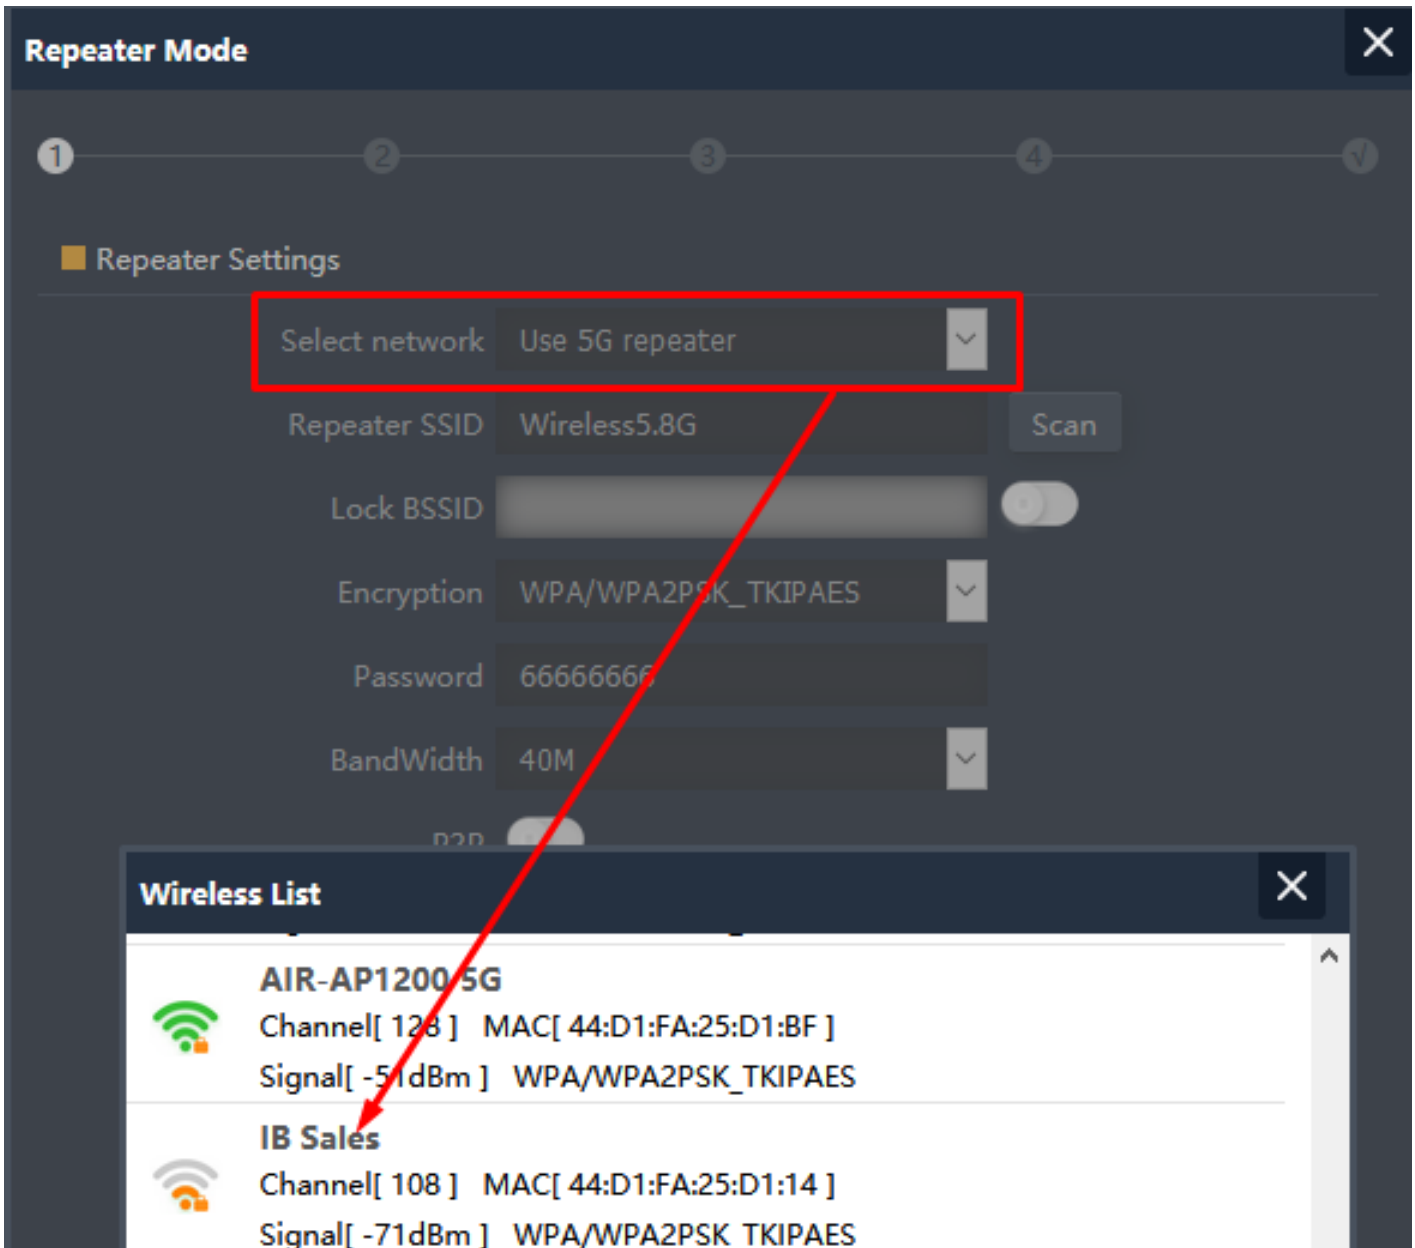 Repeater Mode
1 2 3 4 √
Repeater Settings
Select network Use 5G repeater
Repeater SSID Wireless5.8G Scan
Lock BSSID
Encryption WPA/WPA2PSK_TKIPAES
Password 66666666
BandWidth 40M
P2P
Wireless List
AIR-AP1200-5G
Channel[ 128 ] MAC[ 44:D1:FA:25:D1:BF ]
Signal[ -51dBm ] WPA/WPA2PSK_TKIPAES
IB Sales
Channel[ 108 ] MAC[ 44:D1:FA:25:D1:14 ]
Signal[ -71dBm ] WPA/WPA2PSK_TKIPAES